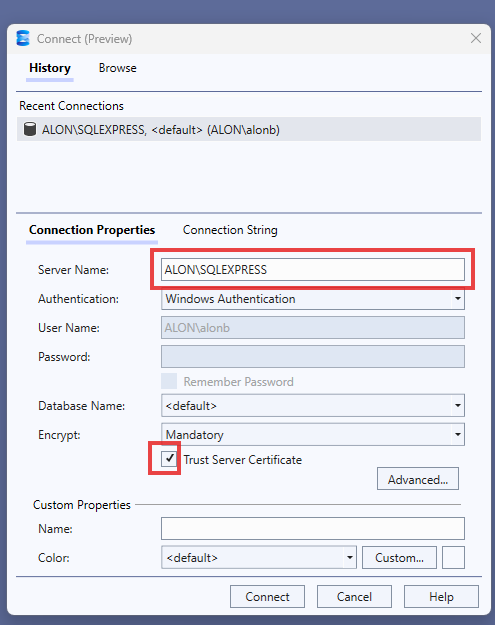 Connect (Preview)
History Browse
Recent Connections
ALON\SQLEXPRESS, <default> (ALON\alonb)
Connection Properties Connection String
Server Name: ALON\SQLEXPRESS
Authentication: Windows Authentication
User Name: ALON\alonb
Password:
Remember Password
Database Name: <default>
Encrypt: Mandatory
Trust Server Certificate
Advanced...
Custom Properties
Name:
Color: <default> Custom...
Connect Cancel Help